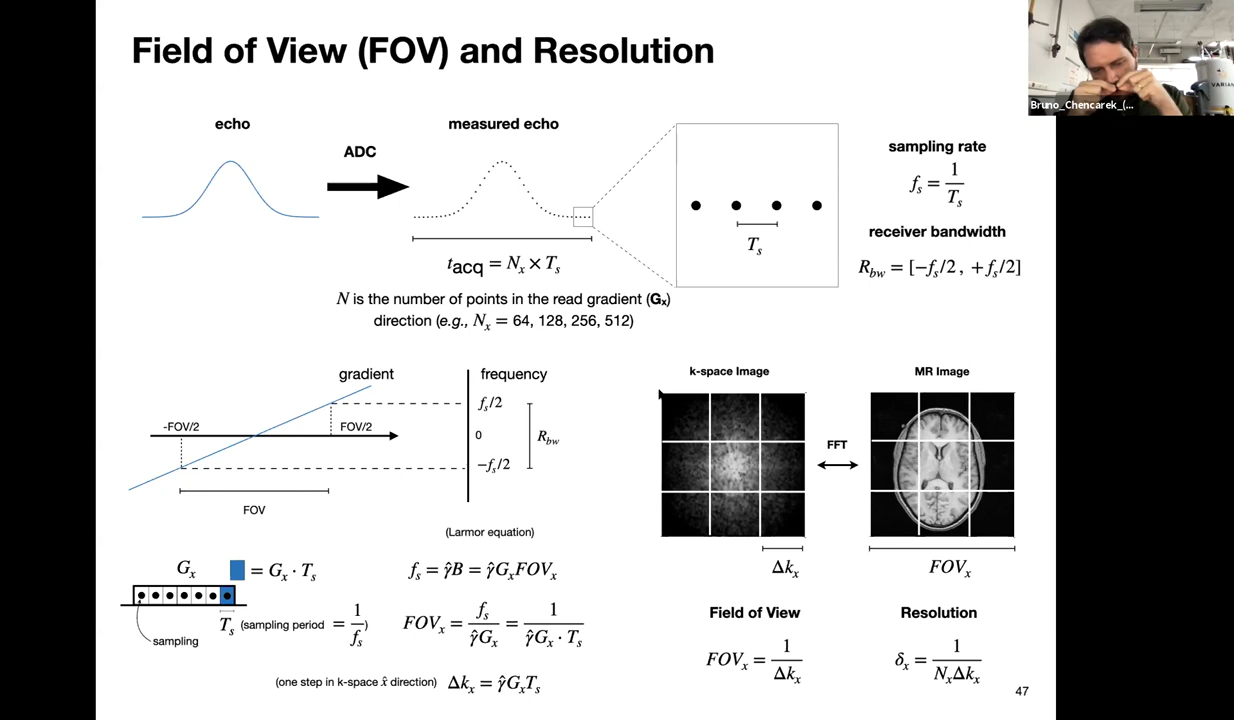 Field of View (FOV) and Resolution
VARIAN
Bruno_Chencarek_(...
echo
ADC
measured echo
sampling rate
f_s = 1/T_s
T_s
receiver bandwidth
R_bw = [−f_s/2 , +f_s/2]
t_acq = N_x × T_s
N is the number of points in the read gradient (Gx)
direction (e.g., N_x = 64, 128, 256, 512)
gradient
frequency
-FOV/2
FOV/2
f_s/2
0
−f_s/2
R_bw
FOV
k-space Image
MR Image
FFT
Δk_x
FOV_x
(Larmor equation)
G_x
= G_x · T_s
f_s = γ̂B = γ̂G_xFOV_x
T_s (sampling period = 1/f_s)
sampling
FOV_x = f_s/γ̂G_x = 1/γ̂G_x · T_s
(one step in k-space x̂ direction) Δk_x = γ̂G_xT_s
Field of View
FOV_x = 1/Δk_x
Resolution
δ_x = 1/N_xΔk_x
47